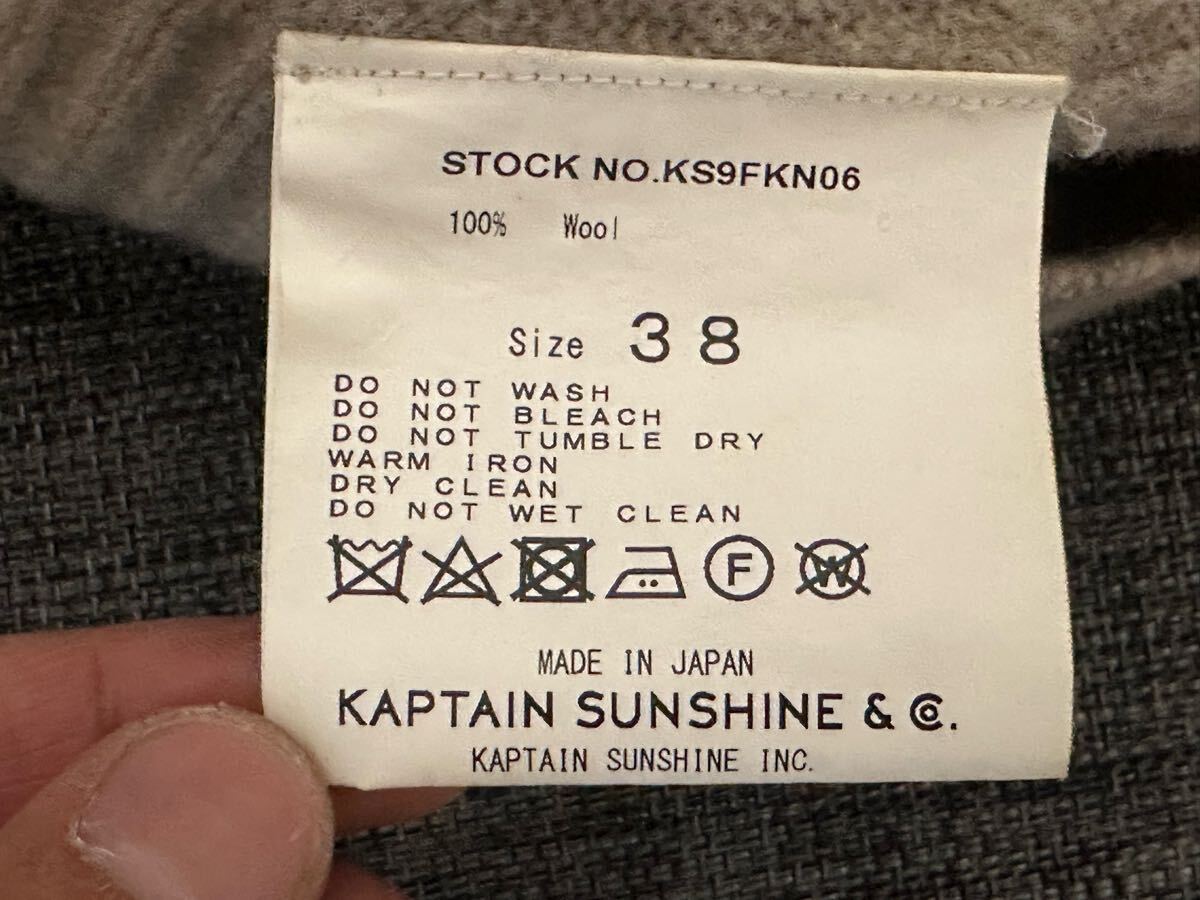 STOCK NO.KS9FKN06
100% Wool
Size 38
DO NOT WASH
DO NOT BLEACH
DO NOT TUMBLE DRY
WARM IRON
DRY CLEAN
DO NOT WET CLEAN
F W
MADE IN JAPAN
KAPTAIN SUNSHINE & Co.
KAPTAIN SUNSHINE INC.